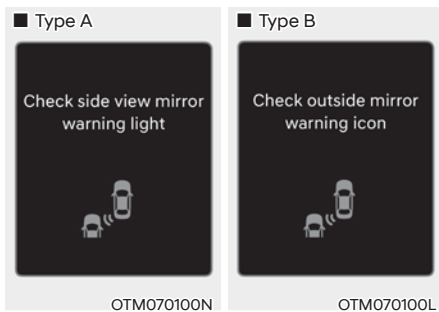 ■ Type A
Check side view mirror
warning light
OTM070100N
■ Type B
Check outside mirror
warning icon
OTM070100L